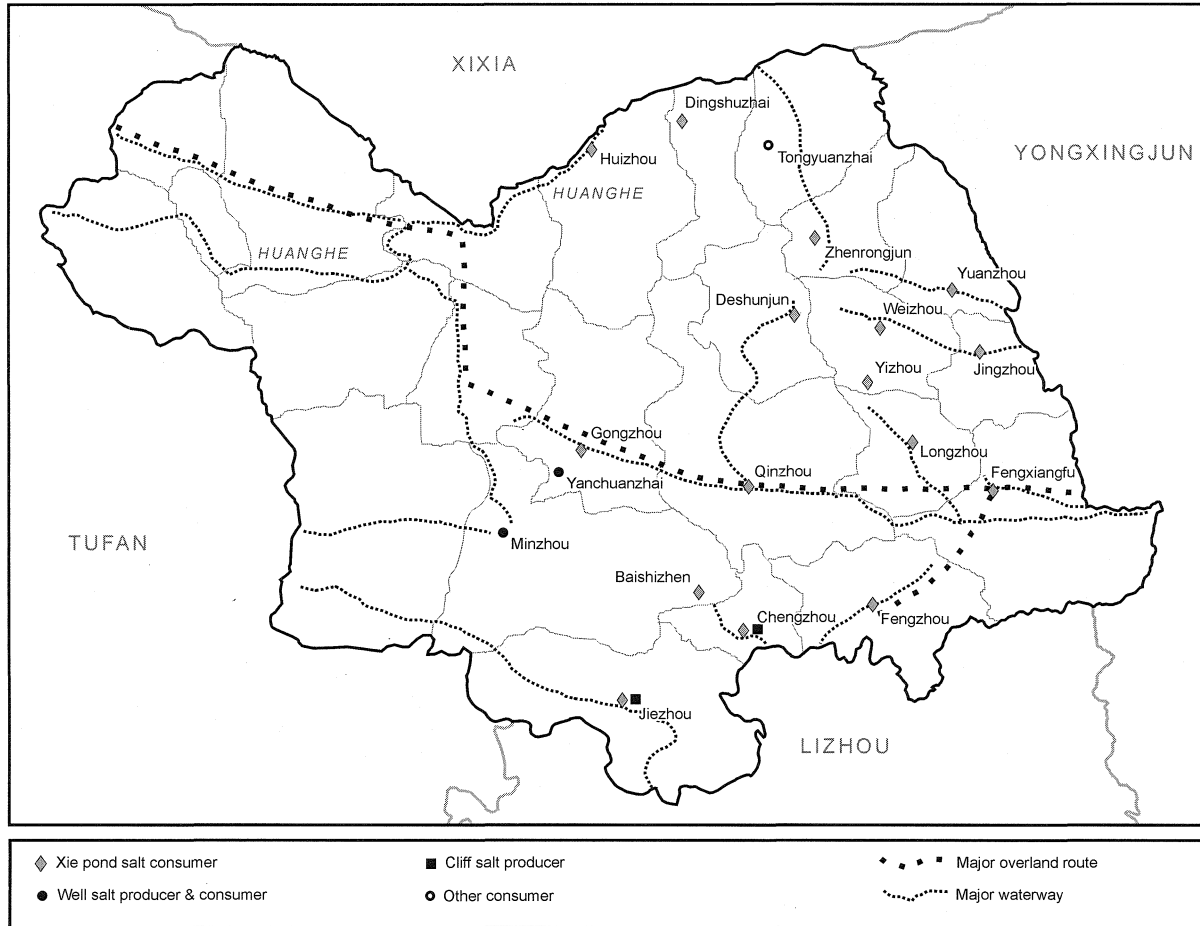 XIXIA
Dingshuzhai
Huizhou
Tongyuanzhai
YONGXINGJUN
HUANGHE
HUANGHE
Zhenrongjun
Yuanzhou
Deshunjun
Weizhou
Yizhou
Jingzhou
Gongzhou
Longzhou
Yanchuanzhai
Qinzhou
Fengxiangfu
TUFAN
Minzhou
Baishizhen
Chengzhou
Fengzhou
Jiezhou
LIZHOU
Xie pond salt consumer
Cliff salt producer
Major overland route
Well salt producer & consumer
Other consumer
Major waterway